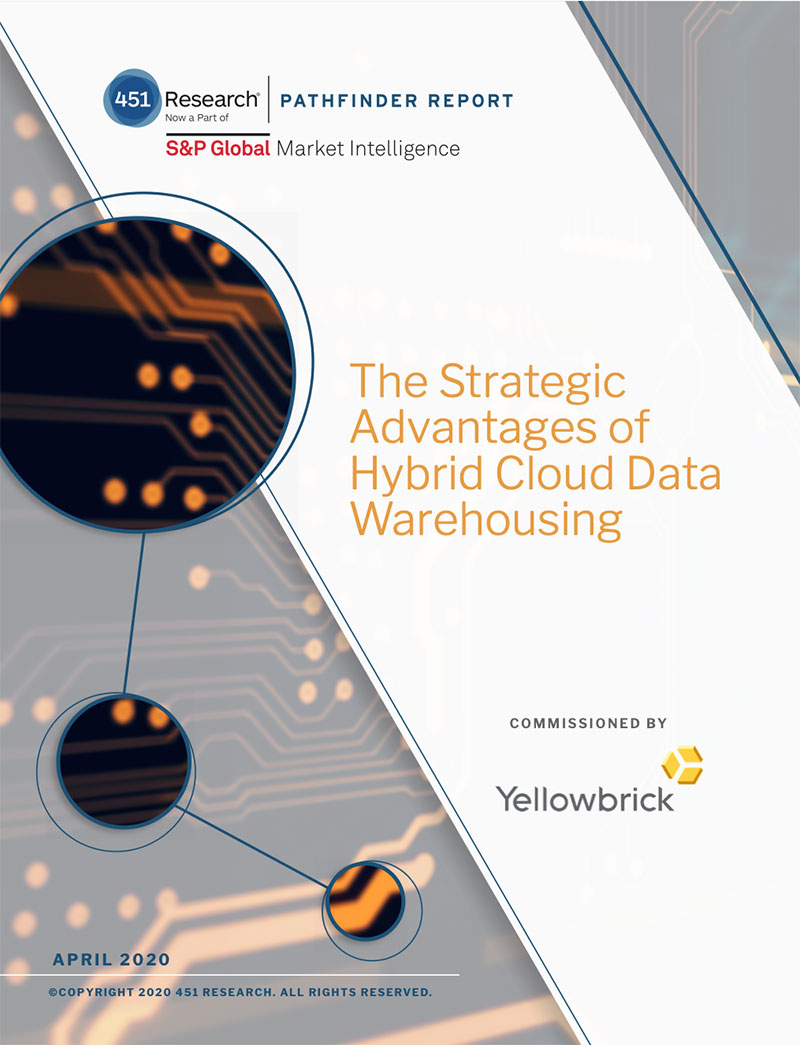 451 Research® | PATHFINDER REPORT
Now a Part of
S&P Global Market Intelligence
The Strategic
Advantages of
Hybrid Cloud Data
Warehousing
COMMISSIONED BY
Yellowbrick
APRIL 2020
©COPYRIGHT 2020 451 RESEARCH. ALL RIGHTS RESERVED.